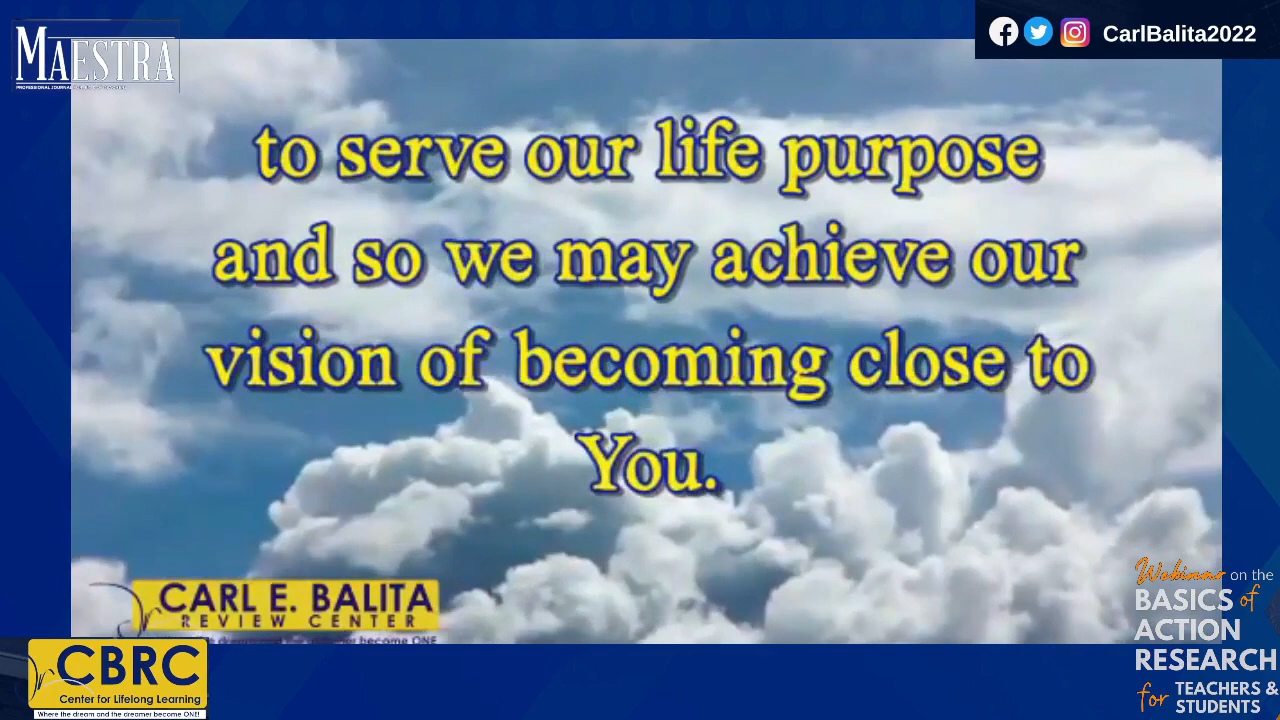 MAESTRA
CarlBalita2022
to serve our life purpose
and so we may achieve our
vision of becoming close to
You.
CARL E. BALITA
REVIEW CENTER
become ONE
CBRC
Center for Lifelong Learning
Where the dream and the dreamer become ONE!
Webinar on the
BASICS of
ACTION
RESEARCH
for TEACHERS &
STUDENTS